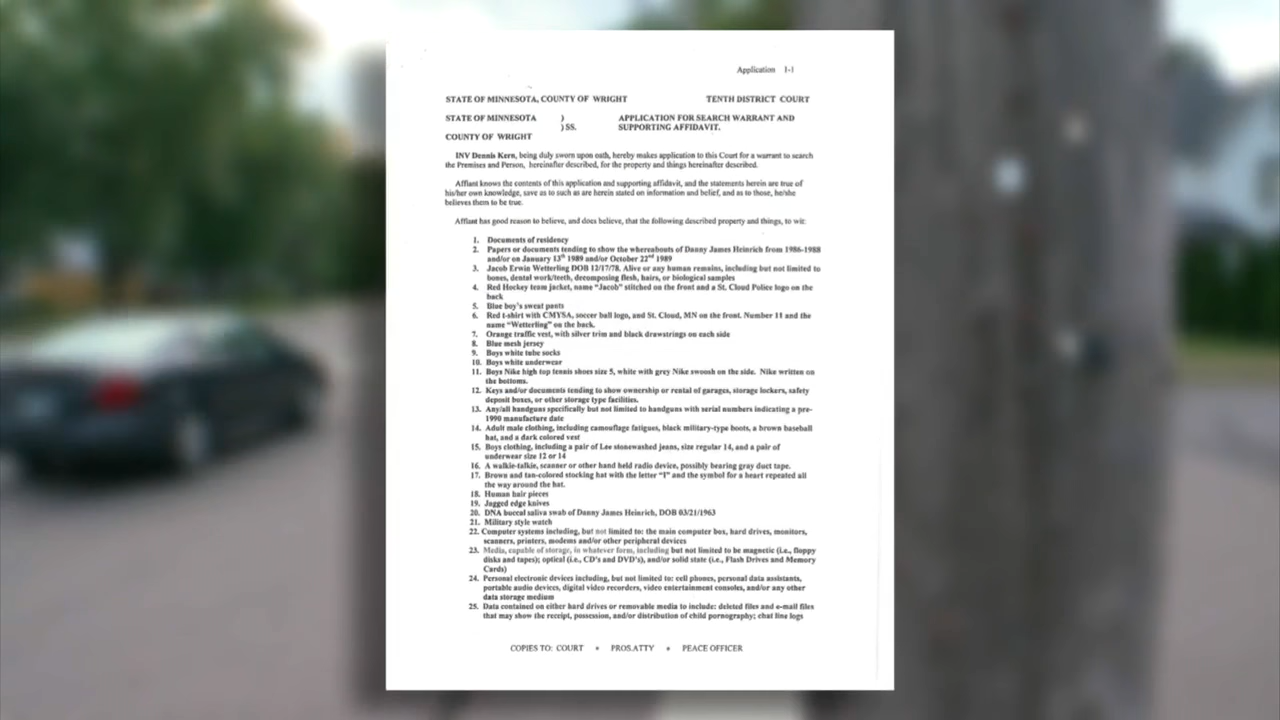 Application 1-1
STATE OF MINNESOTA, COUNTY OF WRIGHT TENTH DISTRICT COURT
STATE OF MINNESOTA ) APPLICATION FOR SEARCH WARRANT AND
) SS. SUPPORTING AFFIDAVIT.
COUNTY OF WRIGHT
INV Dennis Kern, being duly sworn upon oath, hereby makes application to this Court for a warrant to search
the Premises and Person, hereinafter described, for the property and things hereinafter described.
Affiant knows the contents of this application and supporting affidavit, and the statements herein are true of
his/her own knowledge, save as to such as are herein stated on information and belief, and as to those, he/she
believes them to be true.
Affiant has good reason to believe, and does believe, that the following described property and things, to wit:
1. Documents of residency
2. Papers or documents tending to show the whereabouts of Danny James Heinrich from 1986-1988
and/or on January 13th 1989 and/or October 22nd 1989
3. Jacob Erwin Wetterling DOB 12/17/78. Alive or any human remains, including but not limited to
bones, dental work/teeth, decomposing flesh, hairs, or biological samples
4. Red Hockey team jacket, name "Jacob" stitched on the front and a St. Cloud Police logo on the
back
5. Blue boy's sweat pants
6. Red t-shirt with CMYSA, soccer ball logo, and St. Cloud, MN on the front. Number 11 and the
name "Wetterling" on the back.
7. Orange traffic vest, with silver trim and black drawstrings on each side
8. Blue mesh jersey
9. Boys white tube socks
10. Boys white underwear
11. Boys Nike high top tennis shoes size 5, white with grey Nike swoosh on the side. Nike written on
the bottoms.
12. Keys and/or documents tending to show ownership or rental of garages, storage lockers, safety
deposit boxes, or other storage type facilities.
13. Any/all handguns specifically but not limited to handguns with serial numbers indicating a pre-
1990 manufacture date
14. Adult male clothing, including camouflage fatigues, black military-type boots, a brown baseball
hat, and a dark colored vest
15. Boys clothing, including a pair of Lee stonewashed jeans, size regular 14, and a pair of
underwear size 12 or 14
16. A walkie-talkie, scanner or other hand held radio device, possibly bearing gray duct tape.
17. Brown and tan-colored stocking hat with the letter "I" and the symbol for a heart repeated all
the way around the hat.
18. Human hair pieces
19. Jagged edge knives
20. DNA buccal saliva swab of Danny James Heinrich, DOB 03/21/1963
21. Military style watch
22. Computer systems including, but not limited to: the main computer box, hard drives, monitors,
scanners, printers, modems and/or other peripheral devices
23. Media, capable of storage, in whatever form, including but not limited to be magnetic (i.e., floppy
disks and tapes); optical (i.e., CD's and DVD's), and/or solid state (i.e., Flash Drives and Memory
Cards)
24. Personal electronic devices including, but not limited to: cell phones, personal data assistants,
portable audio devices, digital video recorders, video entertainment consoles, and/or any other
data storage medium
25. Data contained on either hard drives or removable media to include: deleted files and e-mail files
that may show the receipt, possession, and/or distribution of child pornography; chat line logs
COPIES TO: COURT • PROS.ATTY • PEACE OFFICER